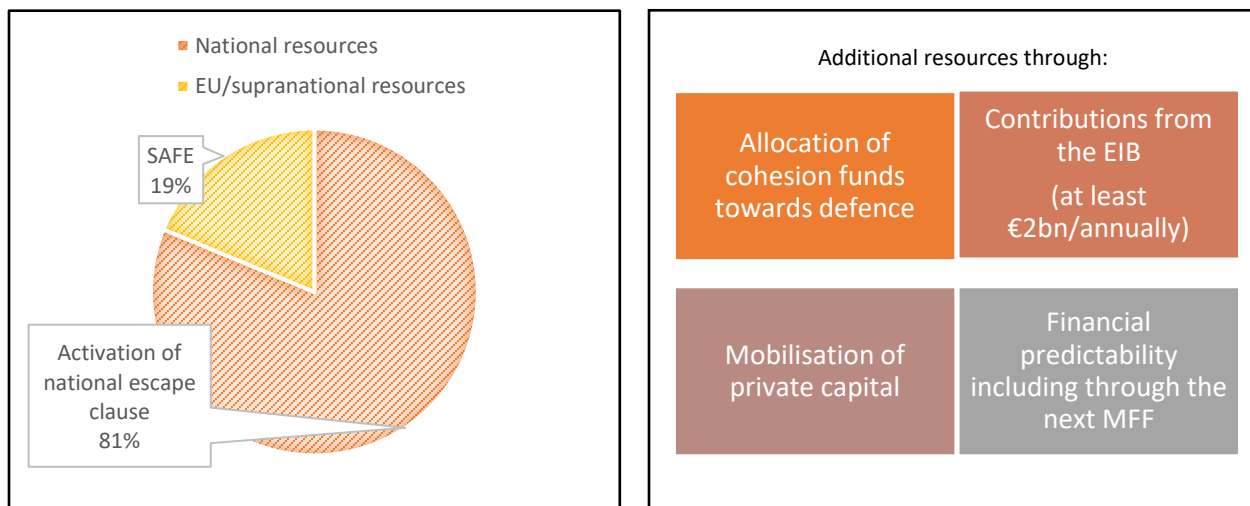 National resources
EU/supranational resources
SAFE
19%
Activation of
national escape
clause
81%
Additional resources through:
Allocation of
cohesion funds
towards defence
Contributions from
the EIB
(at least
€2bn/annually)
Mobilisation of
private capital
Financial
predictability
including through the
next MFF